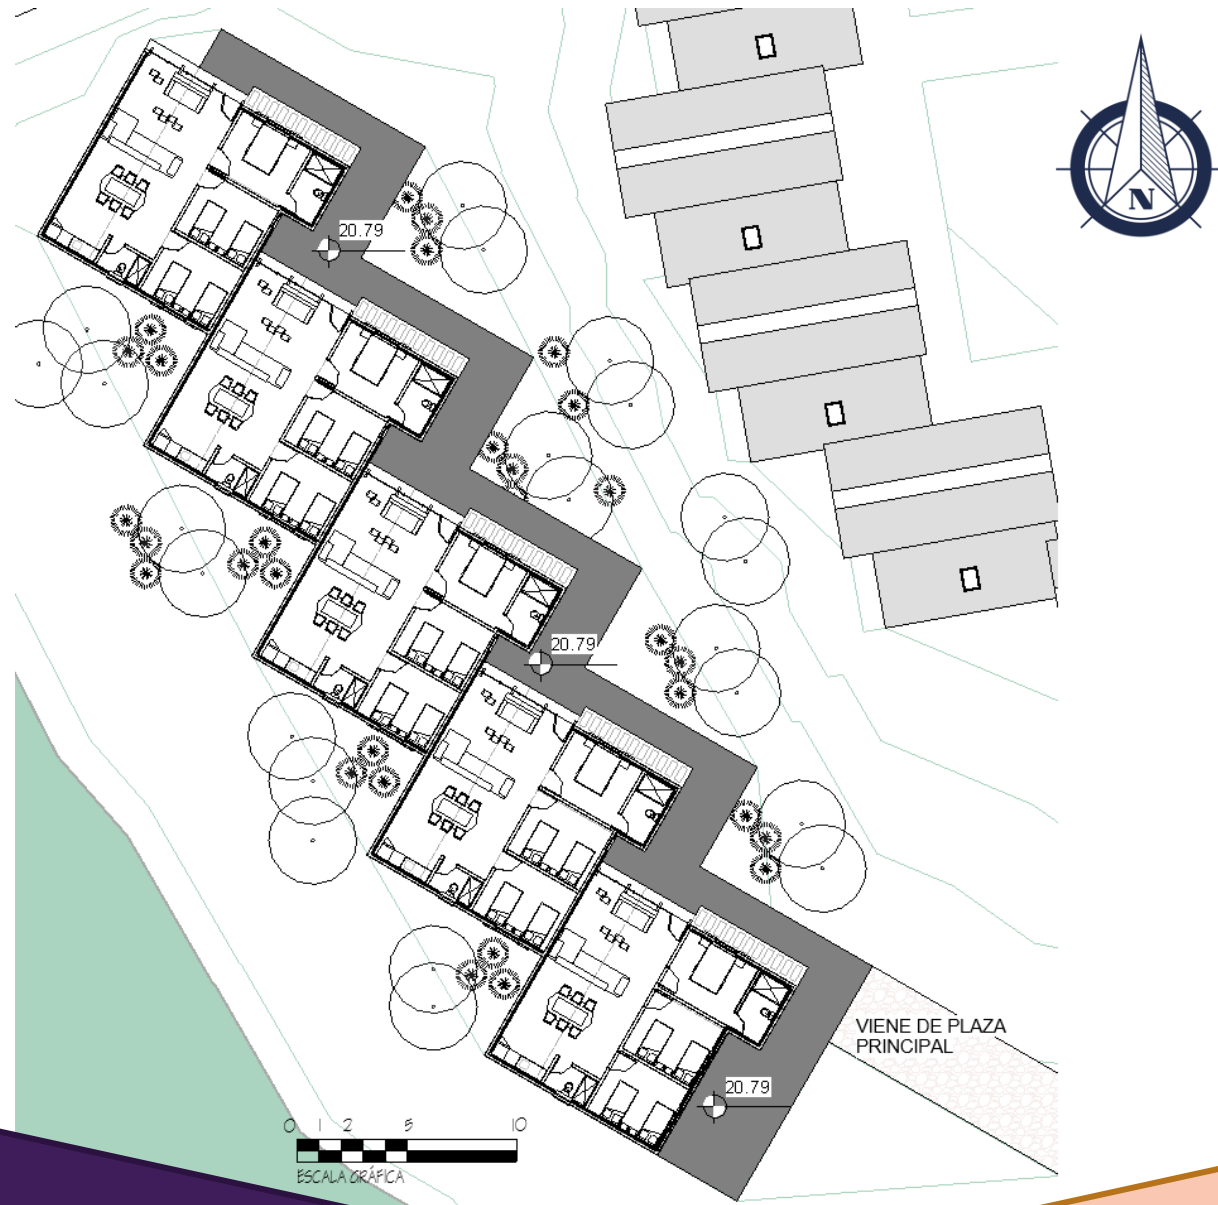 N
20.79
20.79
VIENE DE PLAZA
PRINCIPAL
20.79
0 1 2 5 10
ESCALA GRÁFICA